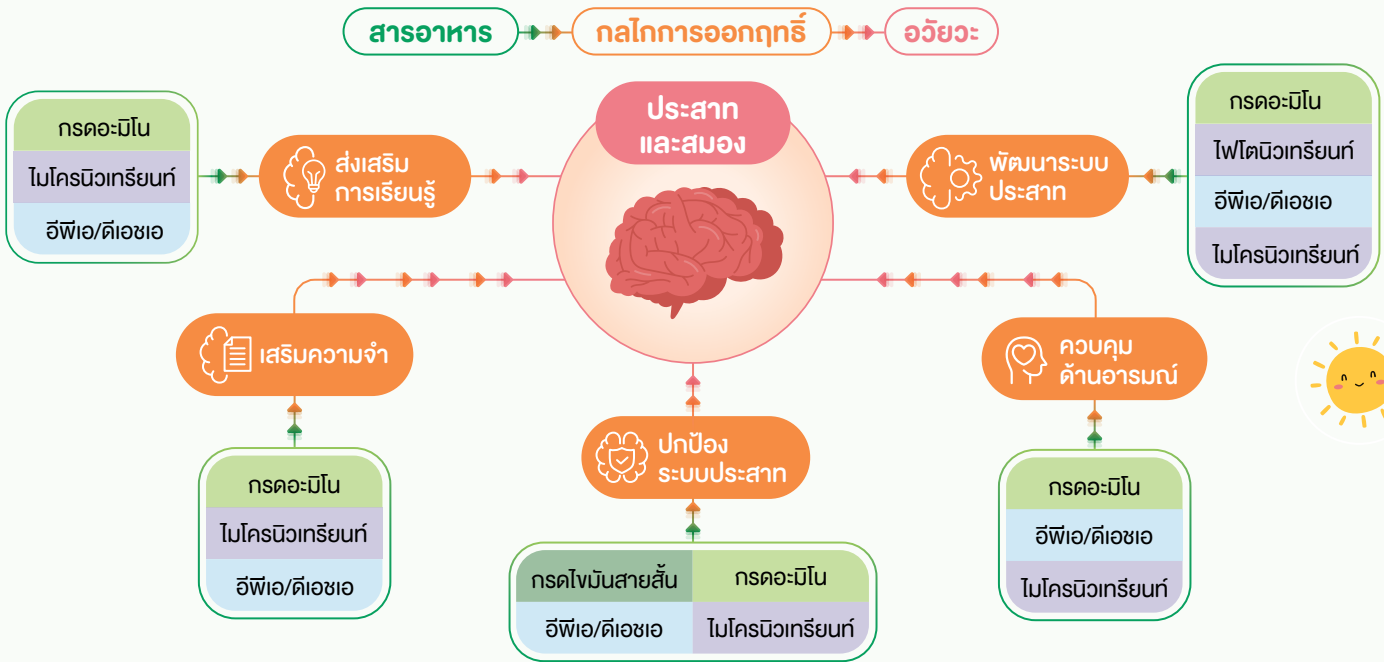 สารอาหาร
กลไกการออกฤทธิ์
อวัยวะ
ประสาท
และสมอง
กรดอะมิโน
ไมโครนิวเทรียนท์
อีพีเอ/ดีเอชเอ
ส่งเสริม
การเรียนรู้
พัฒนาระบบ
ประสาท
กรดอะมิโน
ไฟโตนิวเทรียนท์
อีพีเอ/ดีเอชเอ
ไมโครนิวเทรียนท์
เสริมความจำ
กรดอะมิโน
ไมโครนิวเทรียนท์
อีพีเอ/ดีเอชเอ
ปกป้อง
ระบบประสาท
กรดไขมันสายสั้น
กรดอะมิโน
อีพีเอ/ดีเอชเอ
ไมโครนิวเทรียนท์
ควบคุม
ด้านอารมณ์
กรดอะมิโน
อีพีเอ/ดีเอชเอ
ไมโครนิวเทรียนท์